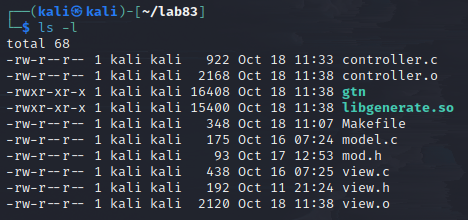 ┌──(kali㉿kali)-[~/lab83]
└─$ ls -l
total 68
-rw-r--r-- 1 kali kali   922 Oct 18 11:33 controller.c
-rw-r--r-- 1 kali kali  2168 Oct 18 11:38 controller.o
-rwxr-xr-x 1 kali kali 16408 Oct 18 11:38 gtn
-rwxr-xr-x 1 kali kali 15400 Oct 18 11:38 libgenerate.so
-rw-r--r-- 1 kali kali   348 Oct 18 11:07 Makefile
-rw-r--r-- 1 kali kali   175 Oct 16 07:24 model.c
-rw-r--r-- 1 kali kali    93 Oct 17 12:53 mod.h
-rw-r--r-- 1 kali kali   438 Oct 16 07:25 view.c
-rw-r--r-- 1 kali kali   192 Oct 11 21:24 view.h
-rw-r--r-- 1 kali kali  2120 Oct 18 11:38 view.o